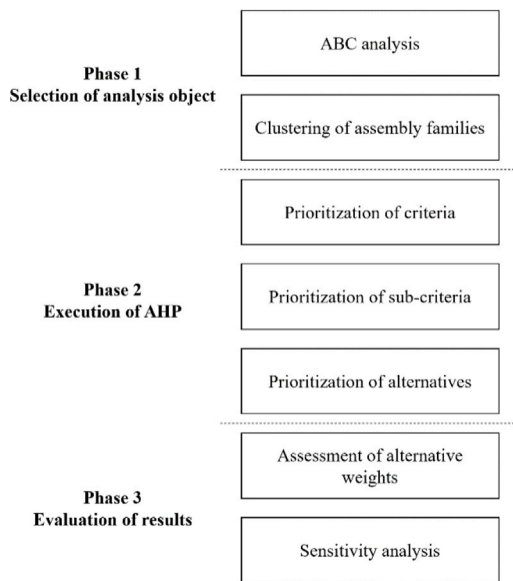 Phase 1
Selection of analysis object
ABC analysis
Clustering of assembly families
Phase 2
Execution of AHP
Prioritization of criteria
Prioritization of sub-criteria
Prioritization of alternatives
Phase 3
Evaluation of results
Assessment of alternative
weights
Sensitivity analysis